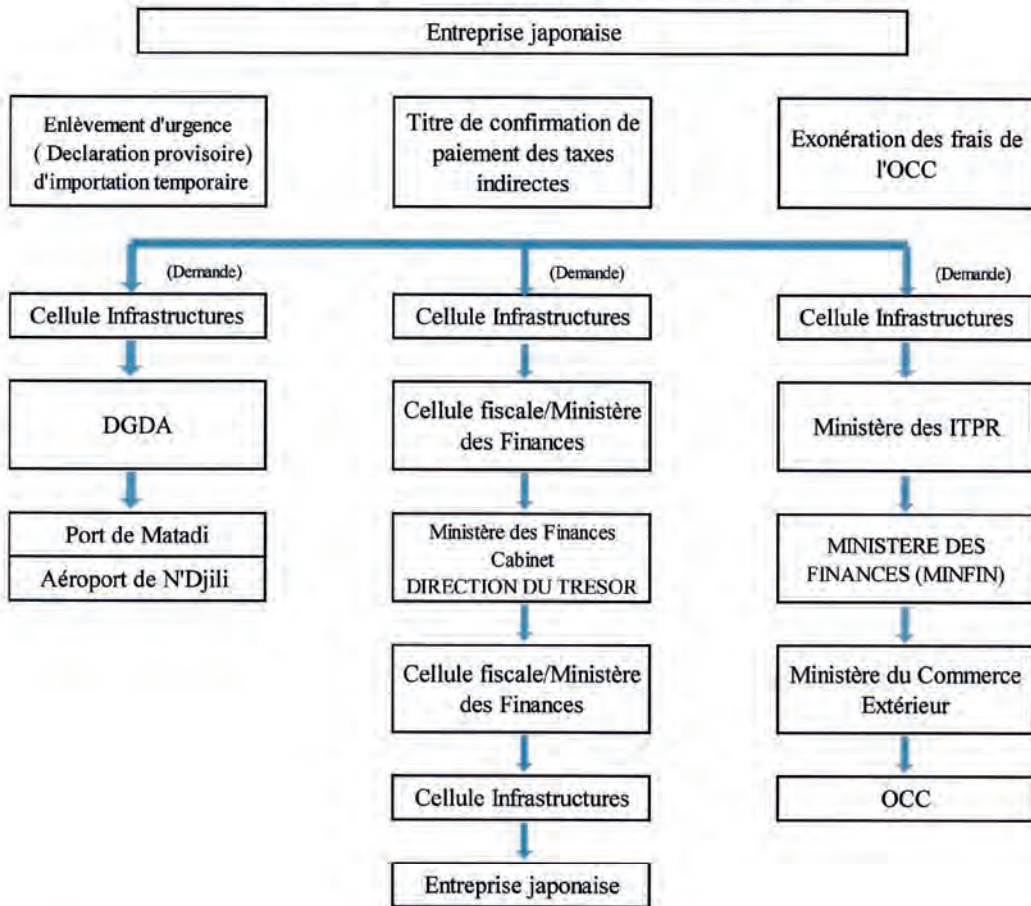 Entreprise japonaise
Enlèvement d'urgence
( Declaration provisoire)
d'importation temporaire
Titre de confirmation de
paiement des taxes
indirectes
Exonération des frais de
l'OCC
(Demande)
(Demande)
(Demande)
Cellule Infrastructures
Cellule Infrastructures
Cellule Infrastructures
DGDA
Cellule fiscale/Ministère
des Finances
Ministère des ITPR
Port de Matadi
Aéroport de N'Djili
Ministère des Finances
Cabinet
DIRECTION DU TRESOR
MINISTERE DES
FINANCES (MINFIN)
Cellule fiscale/Ministère
des Finances
Ministère du Commerce
Extérieur
Cellule Infrastructures
OCC
Entreprise japonaise